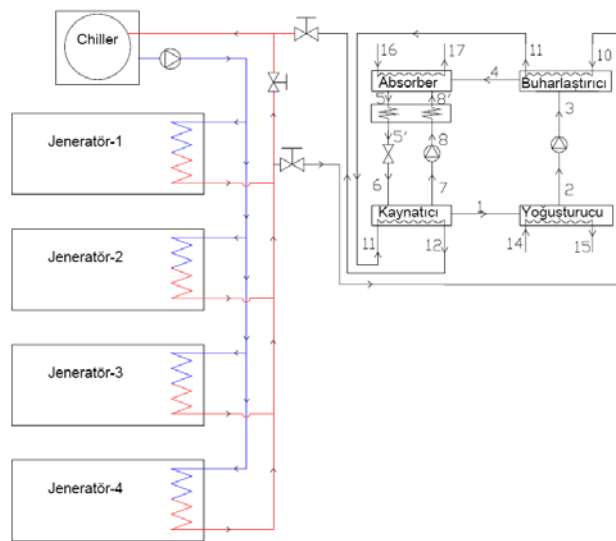 Chiller
Jeneratör-1
Jeneratör-2
Jeneratör-3
Jeneratör-4
16 17 11 10
Absorber 4 Buharlaştırıcı
5 8' 3
5' 8
6 7 2
Kaynatıcı 1 Yoğuşturucu
11 12 14 15